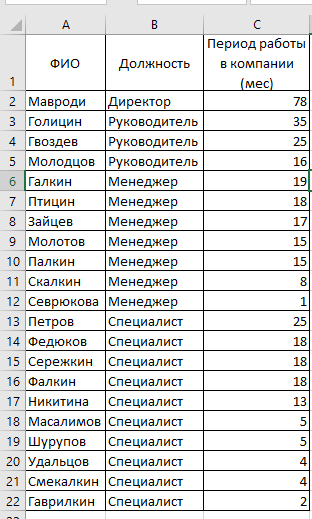 A B C
1 ФИО Должность Период работы в компании (мес)
2 Мавроди Директор 78
3 Голицин Руководитель 35
4 Гвоздев Руководитель 25
5 Молодцов Руководитель 16
6 Галкин Менеджер 19
7 Птицин Менеджер 18
8 Зайцев Менеджер 17
9 Молотов Менеджер 15
10 Палкин Менеджер 15
11 Скалкин Менеджер 8
12 Севрюкова Менеджер 1
13 Петров Специалист 25
14 Федюков Специалист 18
15 Сережкин Специалист 18
16 Фалкин Специалист 18
17 Никитина Специалист 13
18 Масалимов Специалист 5
19 Шурупов Специалист 5
20 Удальцов Специалист 4
21 Смекалкин Специалист 4
22 Гаврилкин Специалист 2